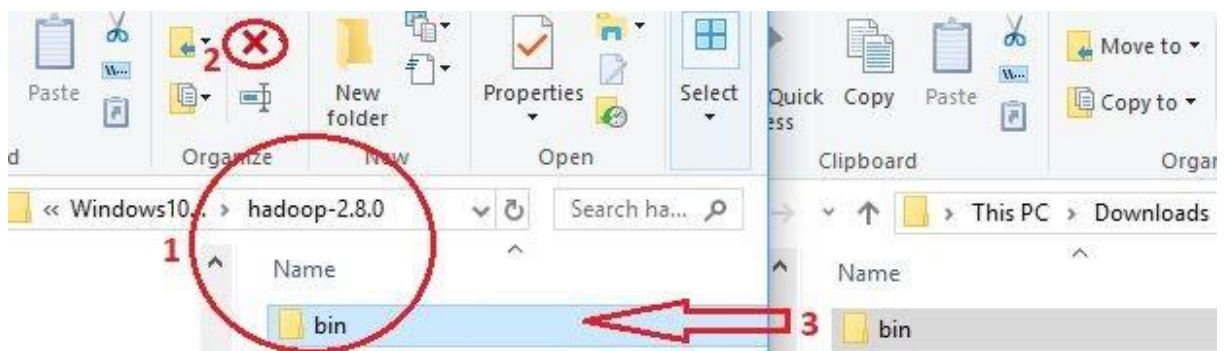 2
W...
Paste
New
folder
Properties
Select
Organize
New
Open
« Windows10... > hadoop-2.8.0
Search ha...
1
Name
bin
3
Quick
ess
Copy
Paste
W...
Move to
Copy to
Clipboard
Organ
> This PC > Downloads
Name
bin
d